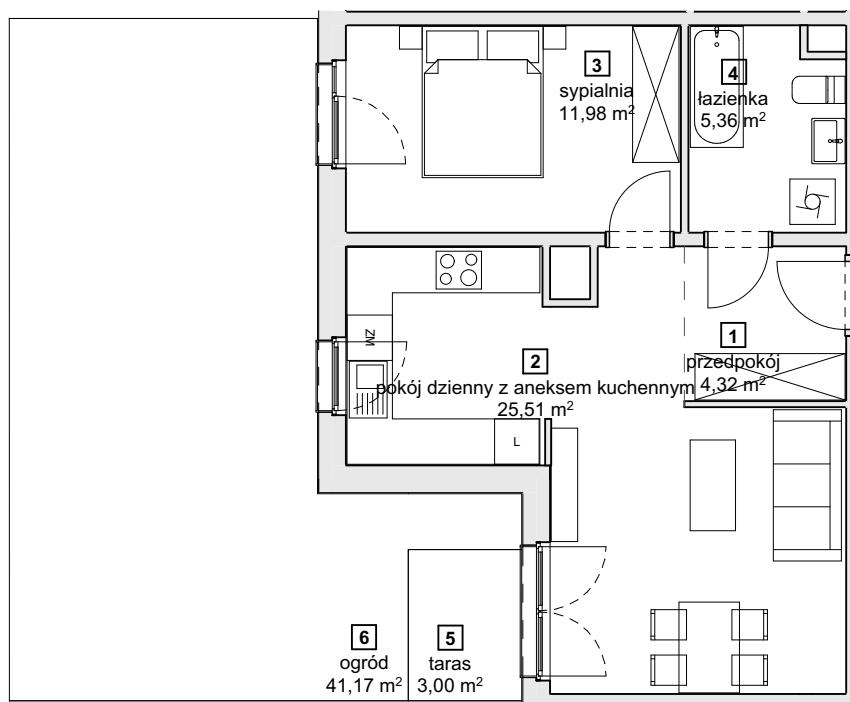 3
sypialnia
11,98 m²
4
łazienka
5,36 m²
1
przedpokój
4,32 m²
ZM
2
pokój dzienny z aneksem kuchennym
25,51 m²
L
6
ogród
41,17 m²
5
taras
3,00 m²